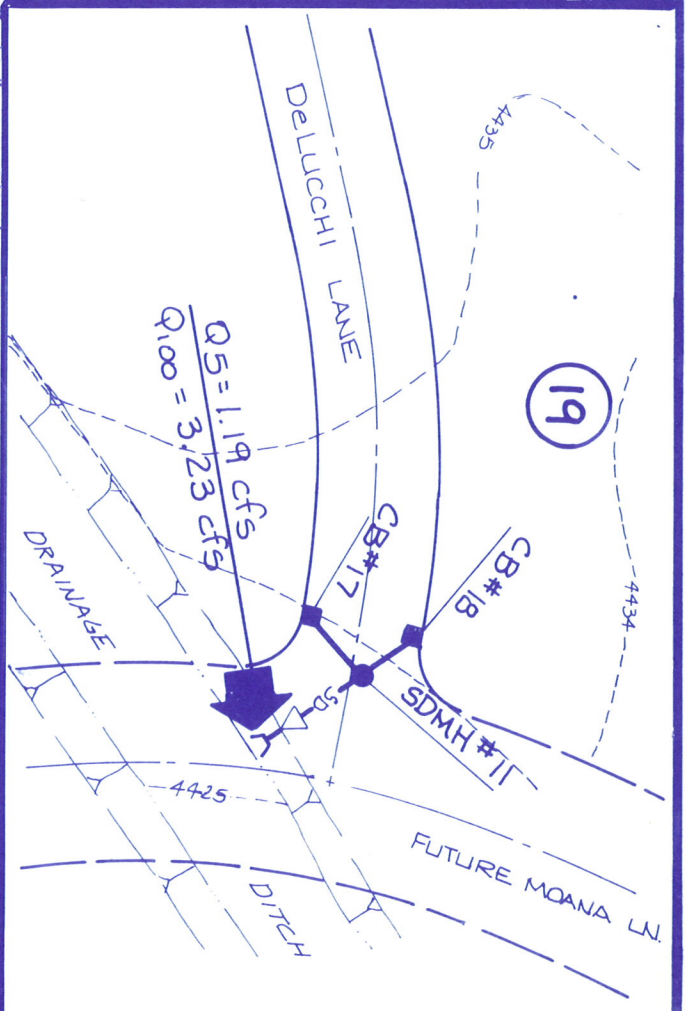 DeLUCCHI LANE
4435
19
Q5 = 1.19 cfs
Q100 = 3.23 cfs
CB#17
CB#18
4434
DRAINAGE
SD
SDMH #11
4425
FUTURE MOANA LN.
DITCH